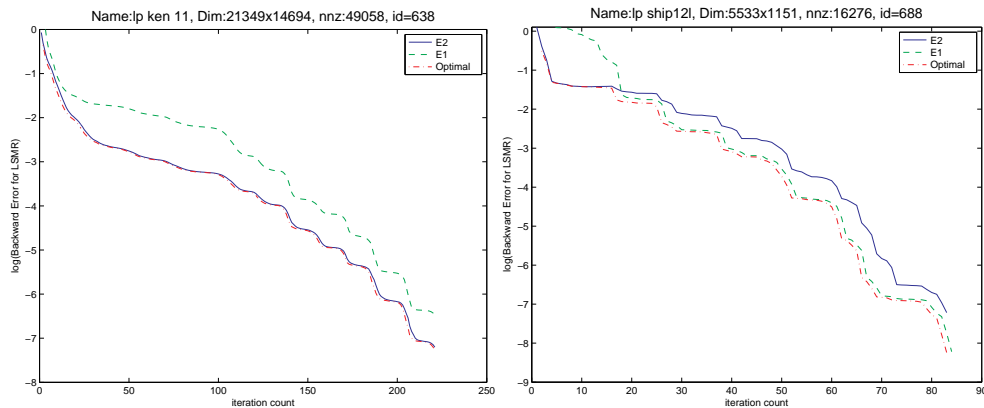 Name:lp ken 11, Dim:21349x14694, nnz:49058, id=638
0
−1
−2
−3
−4
−5
−6
−7
−8
log(Backward Error for LSMR)
E2
E1
Optimal
0 50 100 150 200 250
iteration count
Name:lp ship12l, Dim:5533x1151, nnz:16276, id=688
0
−1
−2
−3
−4
−5
−6
−7
−8
−9
log(Backward Error for LSMR)
E2
E1
Optimal
0 10 20 30 40 50 60 70 80 90
iteration count